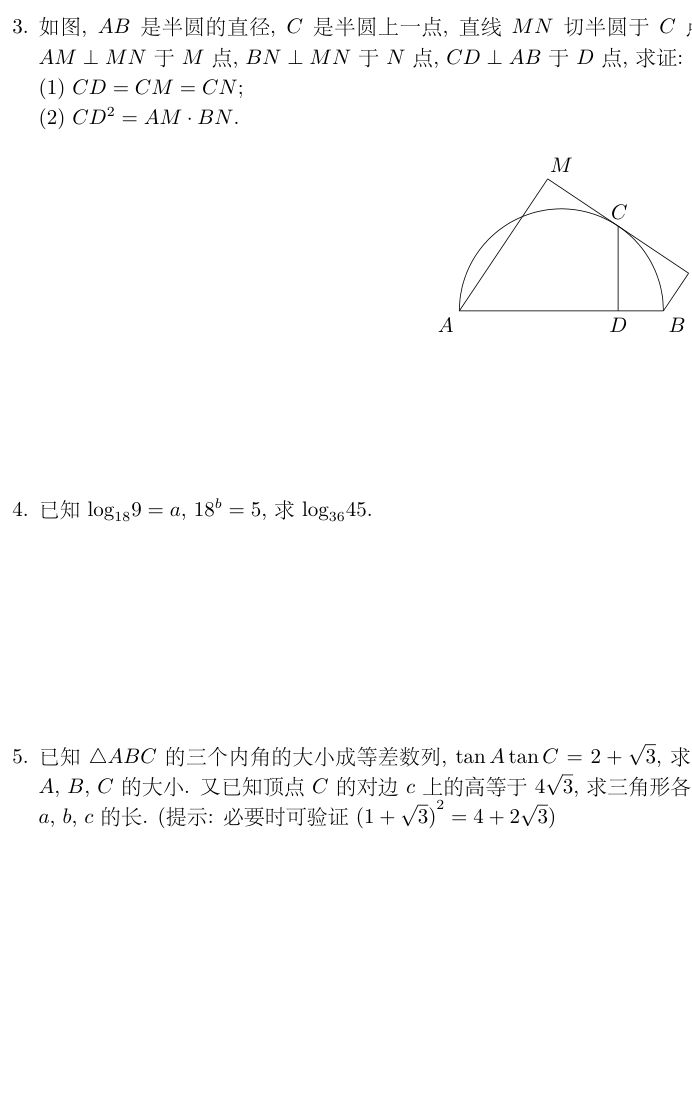 3. 如图, AB 是半圆的直径, C 是半圆上一点, 直线 MN 切半圆于 C
AM ⊥ MN 于 M 点, BN ⊥ MN 于 N 点, CD ⊥ AB 于 D 点, 求证:
(1) CD = CM = CN;
(2) CD² = AM · BN.
M
C
A
D
B
4. 已知 log₁₈9 = a, 18ᵇ = 5, 求 log₃₆45.
5. 已知 △ABC 的三个内角的大小成等差数列, tan A tan C = 2 + √3, 求
A, B, C 的大小. 又已知顶点 C 的对边 c 上的高等于 4√3, 求三角形各
a, b, c 的长. (提示: 必要时可验证 (1 + √3)² = 4 + 2√3)